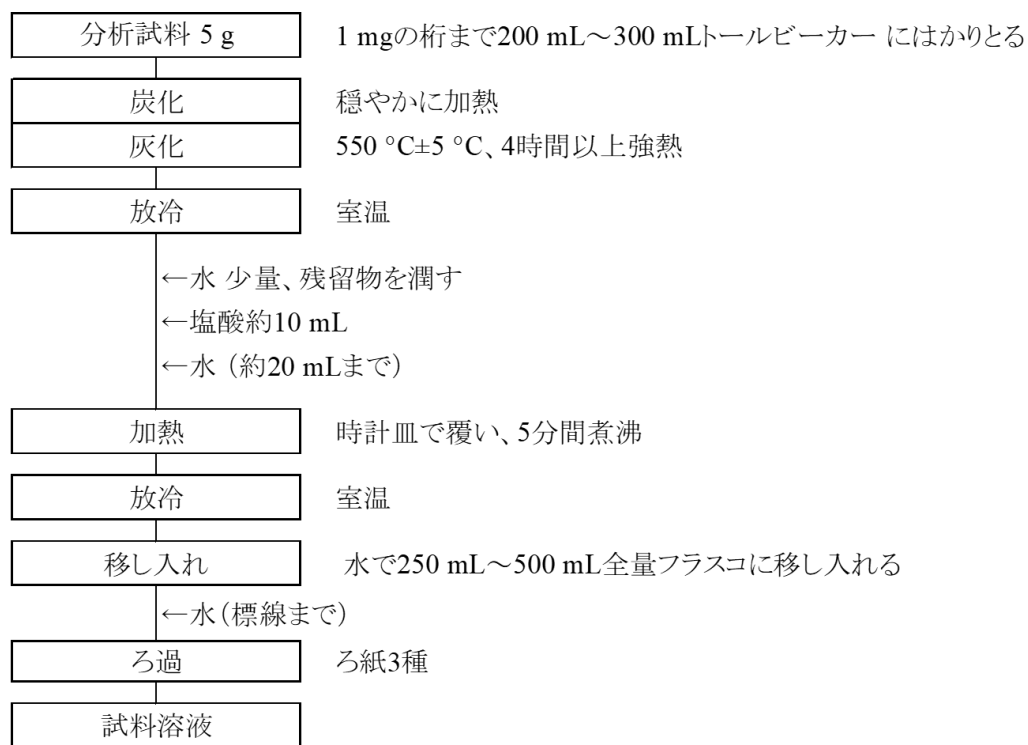 分析試料 5 g 1 mgの桁まで200 mL～300 mLトールビーカー にはかりとる
炭化 穏やかに加熱
灰化 550 °C±5 °C、4時間以上強熱
放冷 室温
←水 少量、残留物を潤す
←塩酸約10 mL
←水（約20 mLまで）
加熱 時計皿で覆い、5分間煮沸
放冷 室温
移し入れ 水で250 mL～500 mL全量フラスコに移し入れる
←水（標線まで）
ろ過 ろ紙3種
試料溶液